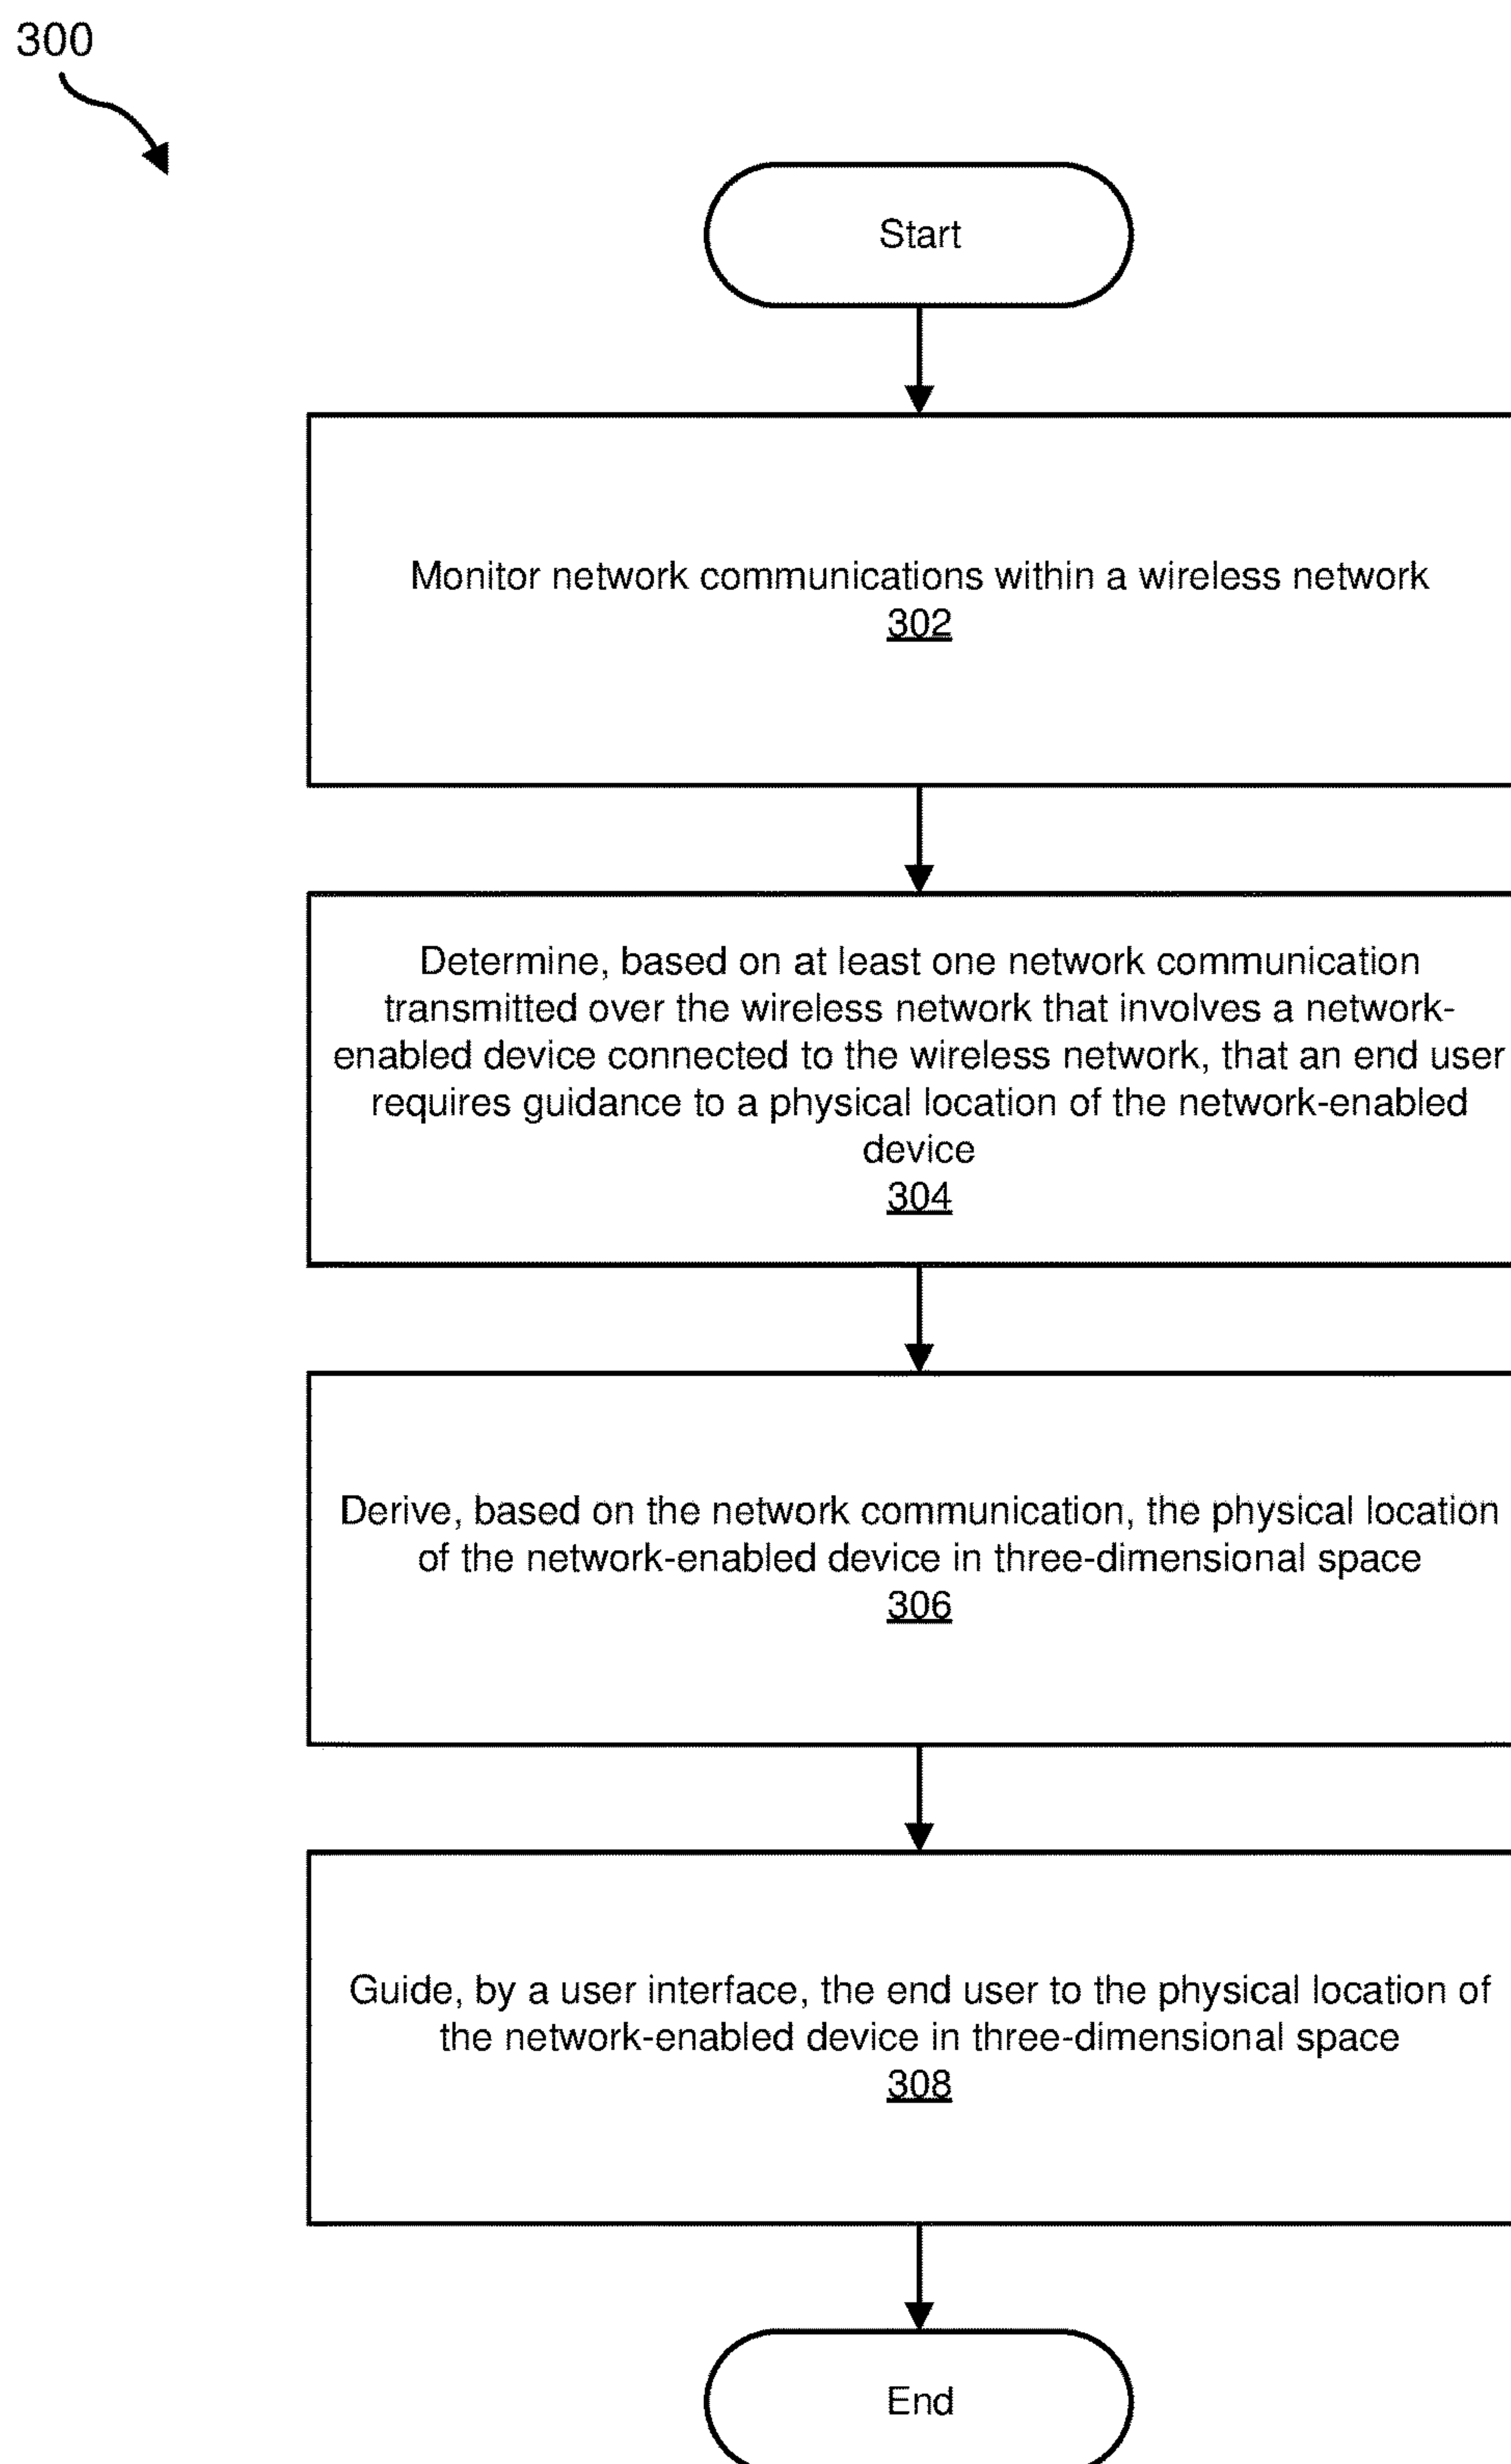 300
Start
Monitor network communications within a wireless network
302
Determine, based on at least one network communication
transmitted over the wireless network that involves a network-
enabled device connected to the wireless network, that an end user
requires guidance to a physical location of the network-enabled
device
304
Derive, based on the network communication, the physical location
of the network-enabled device in three-dimensional space
306
Guide, by a user interface, the end user to the physical location of
the network-enabled device in three-dimensional space
308
End